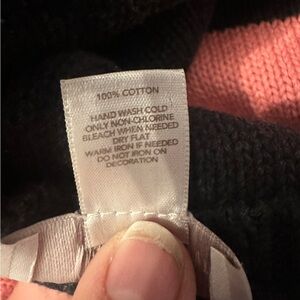 100% COTTON
HAND WASH COLD
ONLY NON-CHLORINE
BLEACH WHEN NEEDED
DRY FLAT
WARM IRON IF NEEDED
DO NOT IRON ON
DECORATION